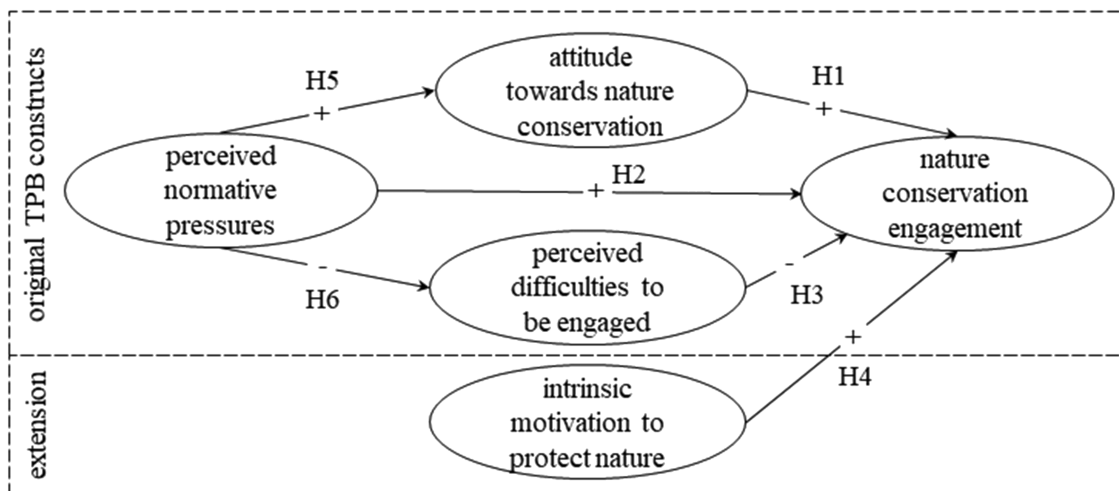 original TPB constructs
extension
H5
+
attitude
towards nature
conservation
H1
+
perceived
normative
pressures
H2
+
nature
conservation
engagement
-
H6
perceived
difficulties to
be engaged
-
H3
+
H4
intrinsic
motivation to
protect nature